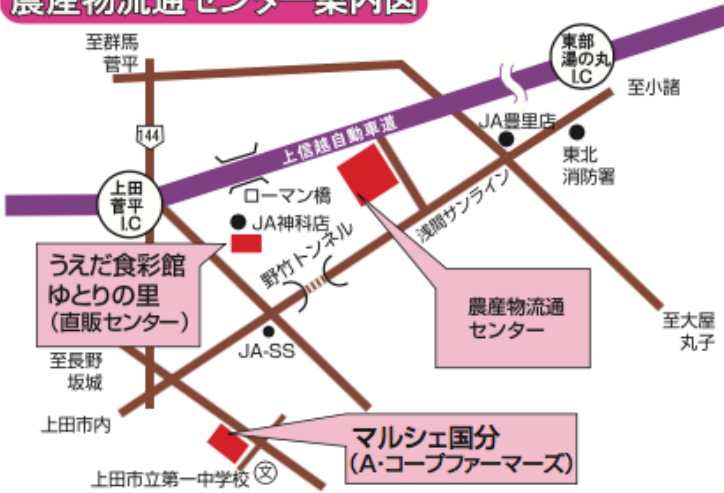 農産物流通センター案内図
至群馬
菅平
東部
湯の丸
I.C
至小諸
144
上信越自動車道
JA豊里店
東北
消防署
上田
菅平
I.C
ローマン橋
JA神科店
浅間サンライン
野竹トンネル
うえだ食彩館
ゆとりの里
(直販センター)
農産物流通
センター
至大屋
丸子
JA-SS
至長野
坂城
上田市内
マルシェ国分
(A・コープファーマーズ)
上田市立第一中学校
文